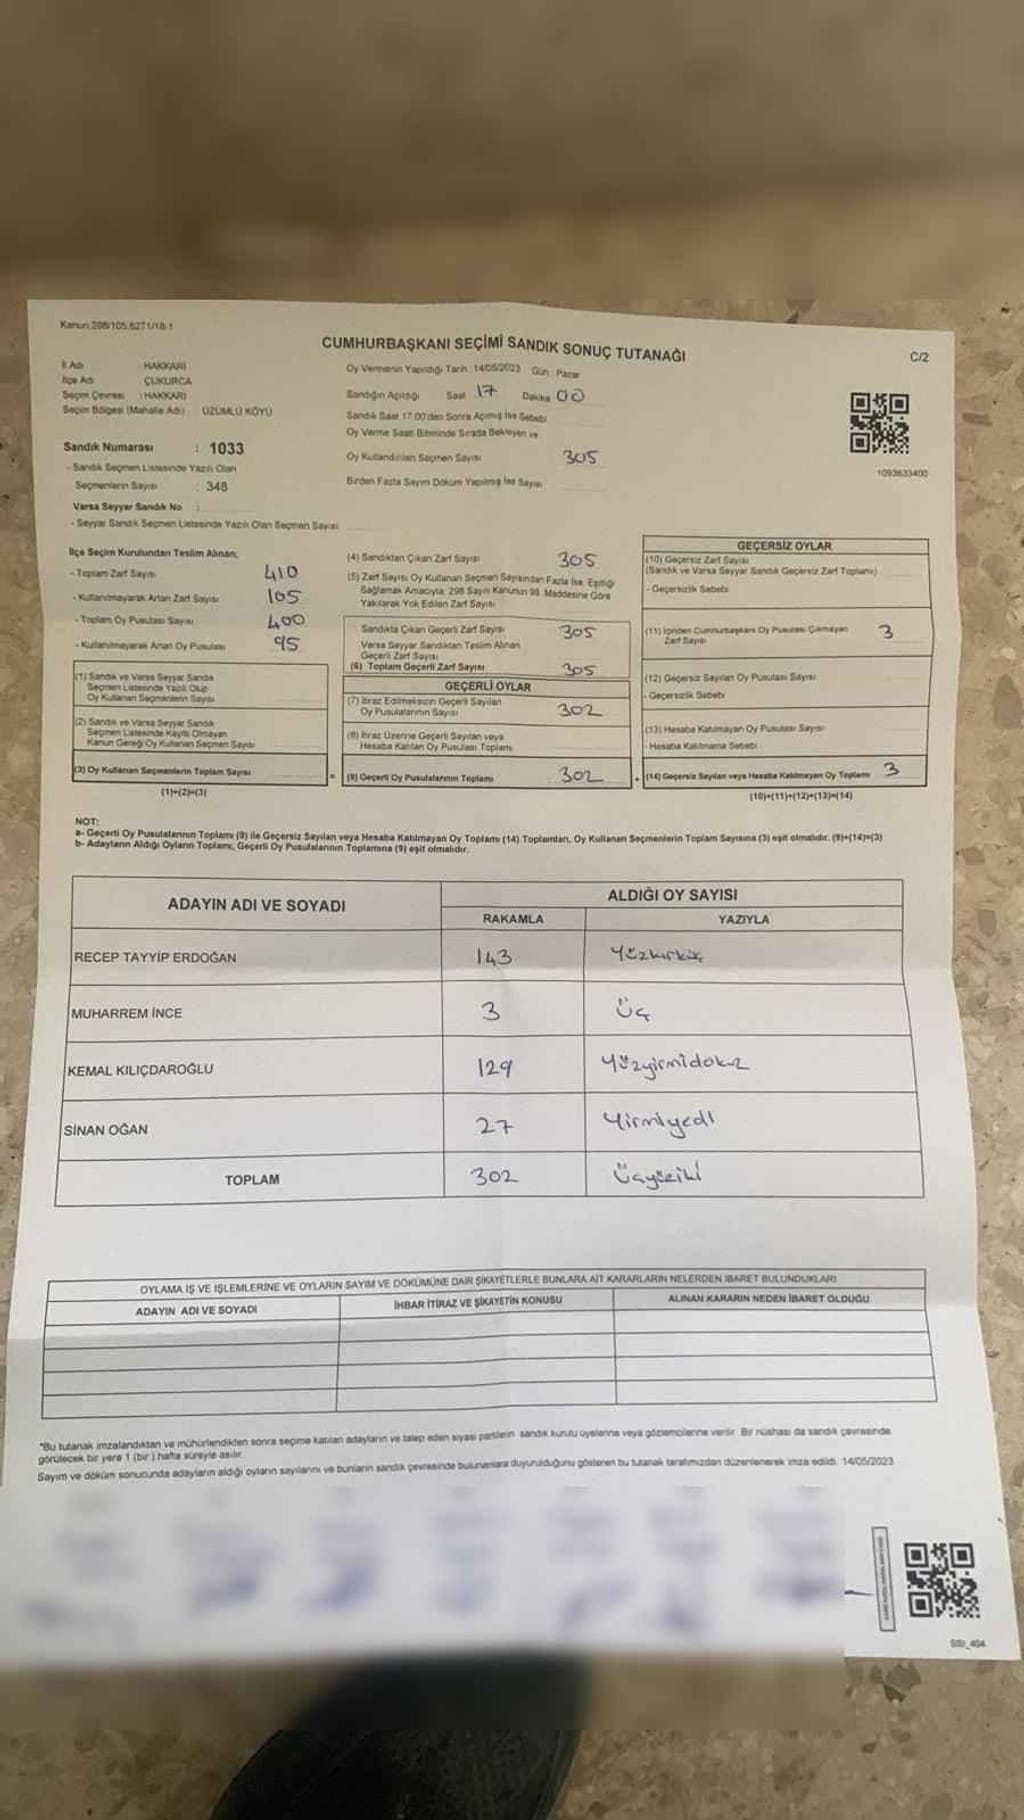 Kanun:298/105,6271/18-1
CUMHURBAŞKANI SEÇİMİ SANDIK SONUÇ TUTANAĞI
C/2
İl Adı : HAKKARİ
İlçe Adı : ÇUKURCA
Seçim Çevresi : HAKKARİ
Seçim Bölgesi (Mahalle Adı) : ÜZÜMLÜ KÖYÜ
Sandık Numarası : 1033
- Sandık Seçmen Listesinde Yazılı Olan
Seçmenlerin Sayısı : 348
Varsa Seyyar Sandık No :
- Seyyar Sandık Seçmen Listesinde Yazılı Olan Seçmen Sayısı
Oy Vermenin Yapıldığı Tarih : 14/05/2023 Gün : Pazar
Sandığın Açıldığı Saat 17 Dakika 00
Sandık Saat 17:00'den Sonra Açılmış İse Sebebi
Oy Verme Saati Bitiminde Sırada Bekleyen ve
Oy Kullandırılan Seçmen Sayısı 305
Birden Fazla Sayım Döküm Yapılmış İse Sayısı
1093633400
İlçe Seçim Kurulundan Teslim Alınan;
- Toplam Zarf Sayısı 410
- Kullanılmayarak Artan Zarf Sayısı 105
- Toplam Oy Pusulası Sayısı 400
- Kullanılmayarak Artan Oy Pusulası 95
(1) Sandık ve Varsa Seyyar Sandık
Seçmen Listesinde Yazılı Olup
Oy Kullanan Seçmenlerin Sayısı
(2) Sandık ve Varsa Seyyar Sandık
Seçmen Listesinde Kayıtlı Olmayan
Kanun Gereği Oy Kullanan Seçmen Sayısı
(3) Oy Kullanan Seçmenlerin Toplam Sayısı
(1)+(2)=(3)
(4) Sandıktan Çıkan Zarf Sayısı 305
(5) Zarf Sayısı Oy Kullanan Seçmen Sayısından Fazla İse, Eşitliği
Sağlamak Amacıyla, 298 Sayılı Kanunun 98. Maddesine Göre
Yakılarak Yok Edilen Zarf Sayısı
Sandıkta Çıkan Geçerli Zarf Sayısı 305
Varsa Seyyar Sandıktan Teslim Alınan
Geçerli Zarf Sayısı
(6) Toplam Geçerli Zarf Sayısı 305
GEÇERLİ OYLAR
(7) İtiraz Edilmeksizin Geçerli Sayılan
Oy Pusulalarının Sayısı 302
(8) İtiraz Üzerine Geçerli Sayılan veya
Hesaba Katılan Oy Pusulası Toplamı
= (9) Geçerli Oy Pusulalarının Toplamı 302
GEÇERSİZ OYLAR
(10) Geçersiz Zarf Sayısı
(Sandık ve Varsa Seyyar Sandık Geçersiz Zarf Toplamı)
- Geçersizlik Sebebi
(11) İçinden Cumhurbaşkanı Oy Pusulası Çıkmayan
Zarf Sayısı 3
(12) Geçersiz Sayılan Oy Pusulası Sayısı
- Geçersizlik Sebebi
(13) Hesaba Katılmayan Oy Pusulası Sayısı
- Hesaba Katılmama Sebebi
+ (14) Geçersiz Sayılan veya Hesaba Katılmayan Oy Toplamı 3
(10)+(11)+(12)+(13)=(14)
NOT:
a- Geçerli Oy Pusulalarının Toplamı (9) ile Geçersiz Sayılan veya Hesaba Katılmayan Oy Toplamı (14) Toplamları, Oy Kullanan Seçmenlerin Toplam Sayısına (3) eşit olmalıdır. (9)+(14)=(3)
b- Adayların Aldığı Oyların Toplamı, Geçerli Oy Pusulalarının Toplamına (9) eşit olmalıdır.
ADAYIN ADI VE SOYADI
ALDIĞI OY SAYISI
RAKAMLA YAZIYLA
RECEP TAYYİP ERDOĞAN 143 Yüzkırküç
MUHARREM İNCE 3 Üç
KEMAL KILIÇDAROĞLU 129 Yüzyirmidokuz
SİNAN OĞAN 27 Yirmiyedi
TOPLAM 302 Üçyüziki
OYLAMA İŞ VE İŞLEMLERİNE VE OYLARIN SAYIM VE DÖKÜMÜNE DAİR ŞİKAYETLERLE BUNLARA AİT KARARLARIN NELERDEN İBARET BULUNDUKLARI
ADAYIN ADI VE SOYADI İHBAR İTİRAZ VE ŞİKAYETİN KONUSU ALINAN KARARIN NEDEN İBARET OLDUĞU
*Bu tutanak imzalandıktan ve mühürlendikten sonra seçime katılan adayların ve talep eden siyasi partilerin sandık kurulu üyelerine veya gözlemcilerine verilir. Bir nüshası da sandık çevresinde
görülecek bir yere 1 (bir) hafta süreyle asılır.
Sayım ve döküm sonucunda adayların aldığı oyların sayılarını ve bunların sandık çevresinde bulunanlara duyurulduğunu gösteren bu tutanak tarafımızdan düzenlenerek imza edildi. 14/05/2023
SSI_404